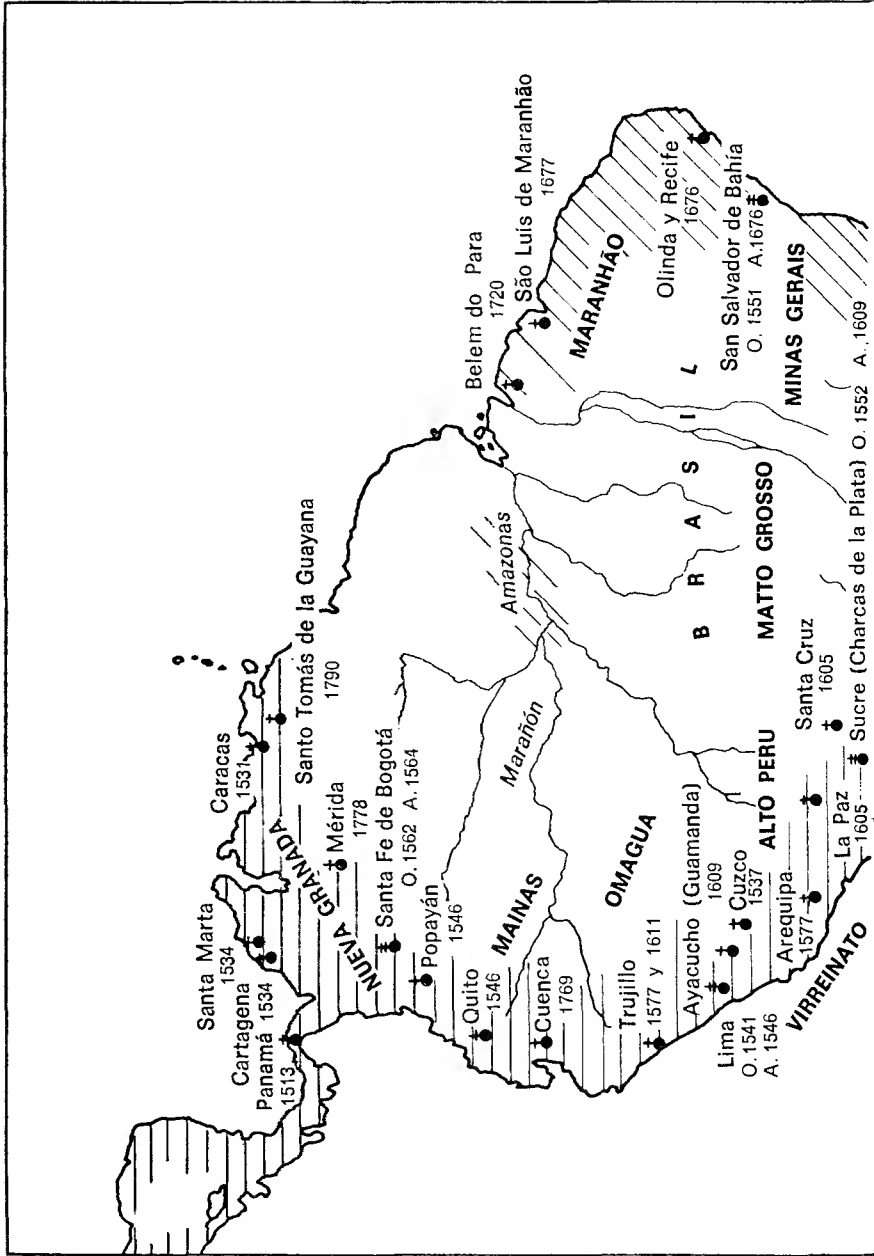 Santa Marta
1534
Cartagena
1534
Panamá
1513
Caracas
1531
Santo Tomás de la Guayana
1790
NUEVA GRANADA
Mérida
1778
Santa Fe de Bogotá
O. 1562 A. 1564
Popayán
1546
Quito
1546
Cuenca
1769
MAINAS
Marañón
Amazonas
OMAGUA
Trujillo
1577 y 1611
Ayacucho (Guamanda)
1609
Cuzco
1537
Lima
O. 1541
A. 1546
VIRREINATO
Arequipa
1577
ALTO PERU
La Paz
1605
Santa Cruz
1605
Sucre (Charcas de la Plata) O. 1552 A. 1609
Belem do Para
1720
São Luis de Maranhão
1677
MARANHÃO
Olinda y Recife
1676
San Salvador de Bahía
O. 1551 A. 1676
BRASIL
MATTO GROSSO
MINAS GERAIS